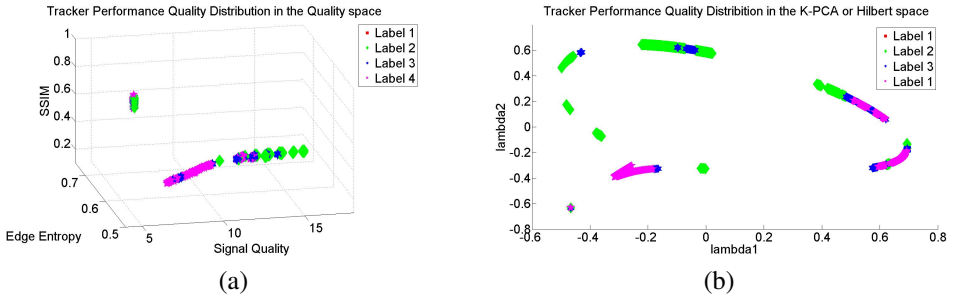 Tracker Performance Quality Distribution in the Quality space
Label 1
Label 2
Label 3
Label 4
1
0.8
0.6
0.4
0.2
SSIM
0.7
0.6
0.5
Edge Entropy
5
10
15
Signal Quality
(a)
Tracker Performance Quality Distribition in the K-PCA or Hilbert space
Label 1
Label 2
Label 3
Label 1
0.6
0.4
0.2
0
-0.2
-0.4
-0.6
-0.8
lambda2
-0.6
-0.4
-0.2
0
0.2
0.4
0.6
0.8
lambda1
(b)